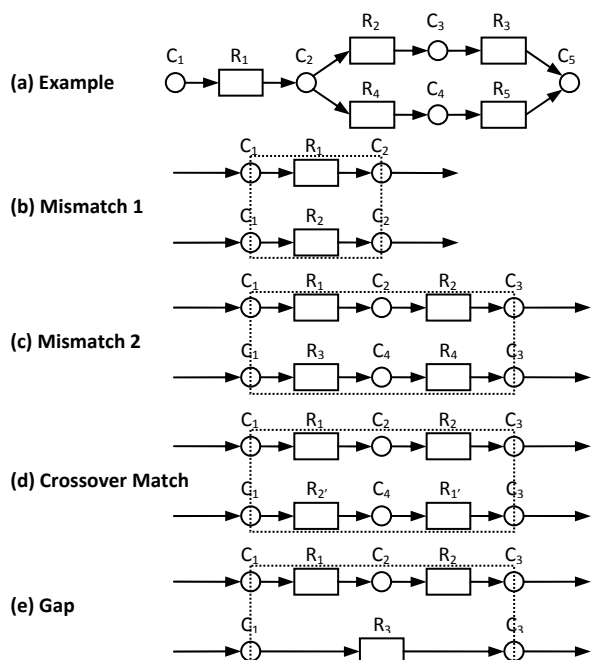 R₂ C₃ R₃
C₁ R₁ C₂ C₅
(a) Example
R₄ C₄ R₅
C₁ R₁ C₂
(b) Mismatch 1
C₁ R₂ C₂
C₁ R₁ C₂ R₂ C₃
(c) Mismatch 2
C₁ R₃ C₄ R₄ C₃
C₁ R₁ C₂ R₂ C₃
(d) Crossover Match
C₁ R₂' C₄ R₁' C₃
C₁ R₁ C₂ R₂ C₃
(e) Gap
C₁ R₃ C₃